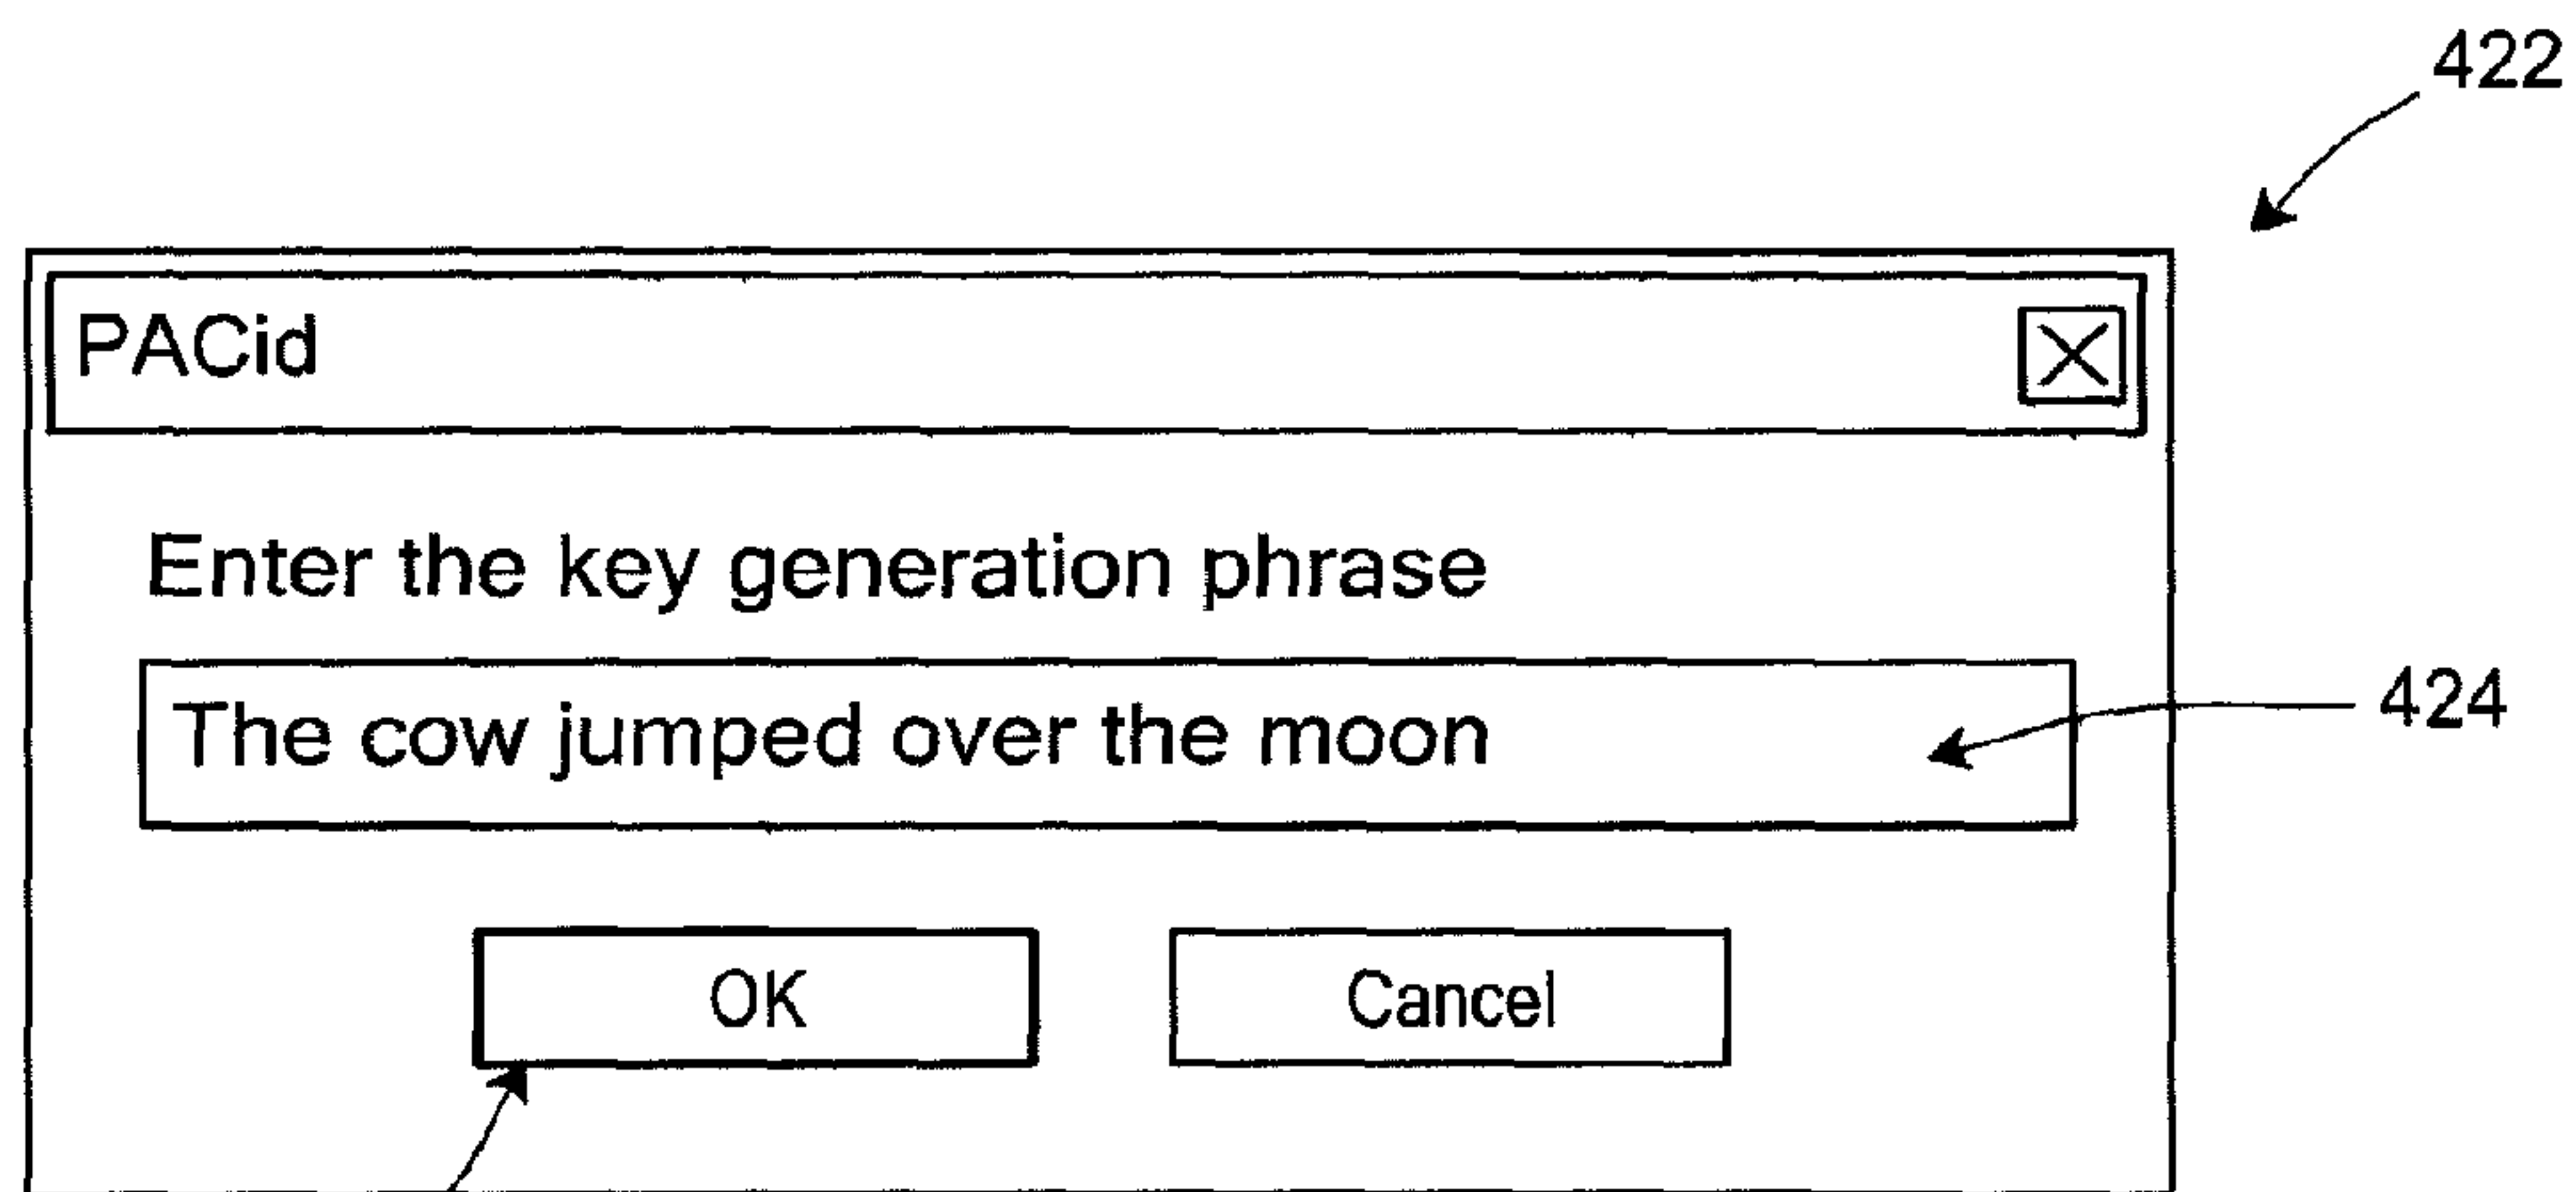 422
PACid
Enter the key generation phrase
The cow jumped over the moon
424
OK
Cancel